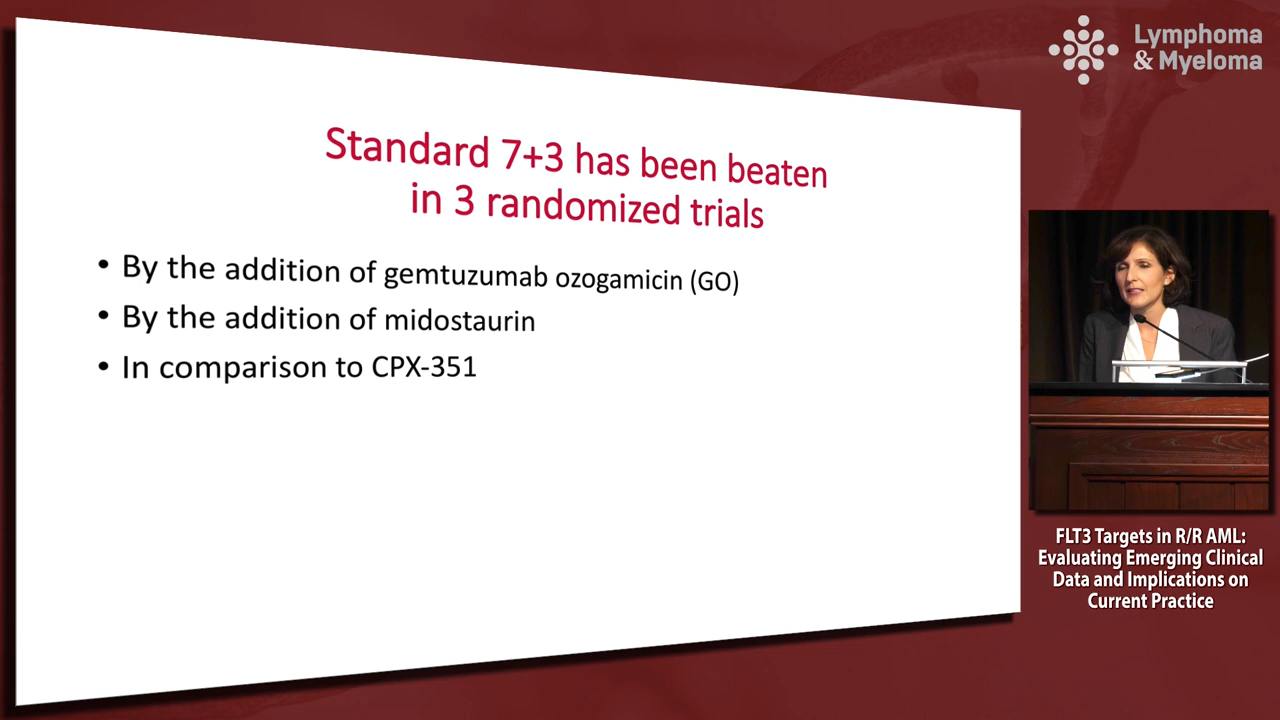 Lymphoma
& Myeloma
Standard 7+3 has been beaten
in 3 randomized trials
• By the addition of gemtuzumab ozogamicin (GO)
• By the addition of midostaurin
• In comparison to CPX-351
FLT3 Targets in R/R AML:
Evaluating Emerging Clinical
Data and Implications on
Current Practice